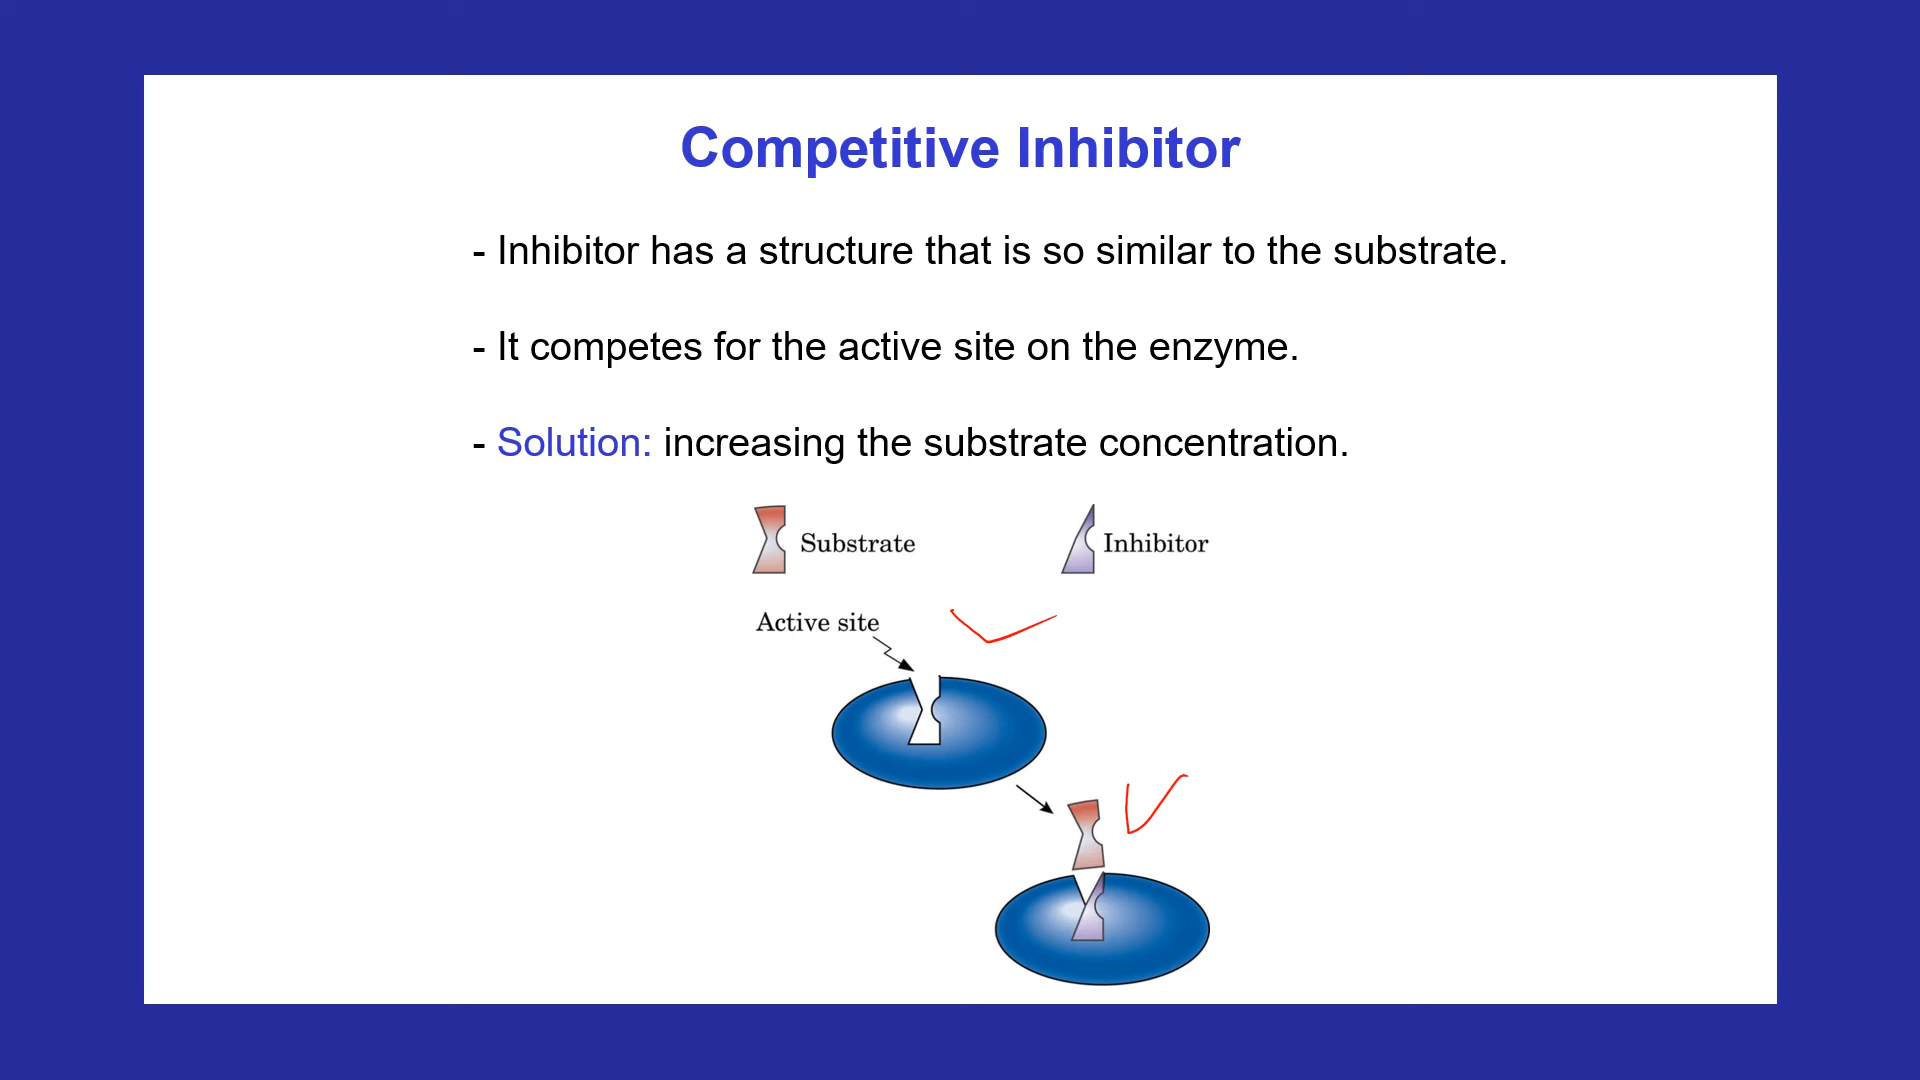 Competitive Inhibitor
- Inhibitor has a structure that is so similar to the substrate.
- It competes for the active site on the enzyme.
- Solution: increasing the substrate concentration.
Substrate
Inhibitor
Active site